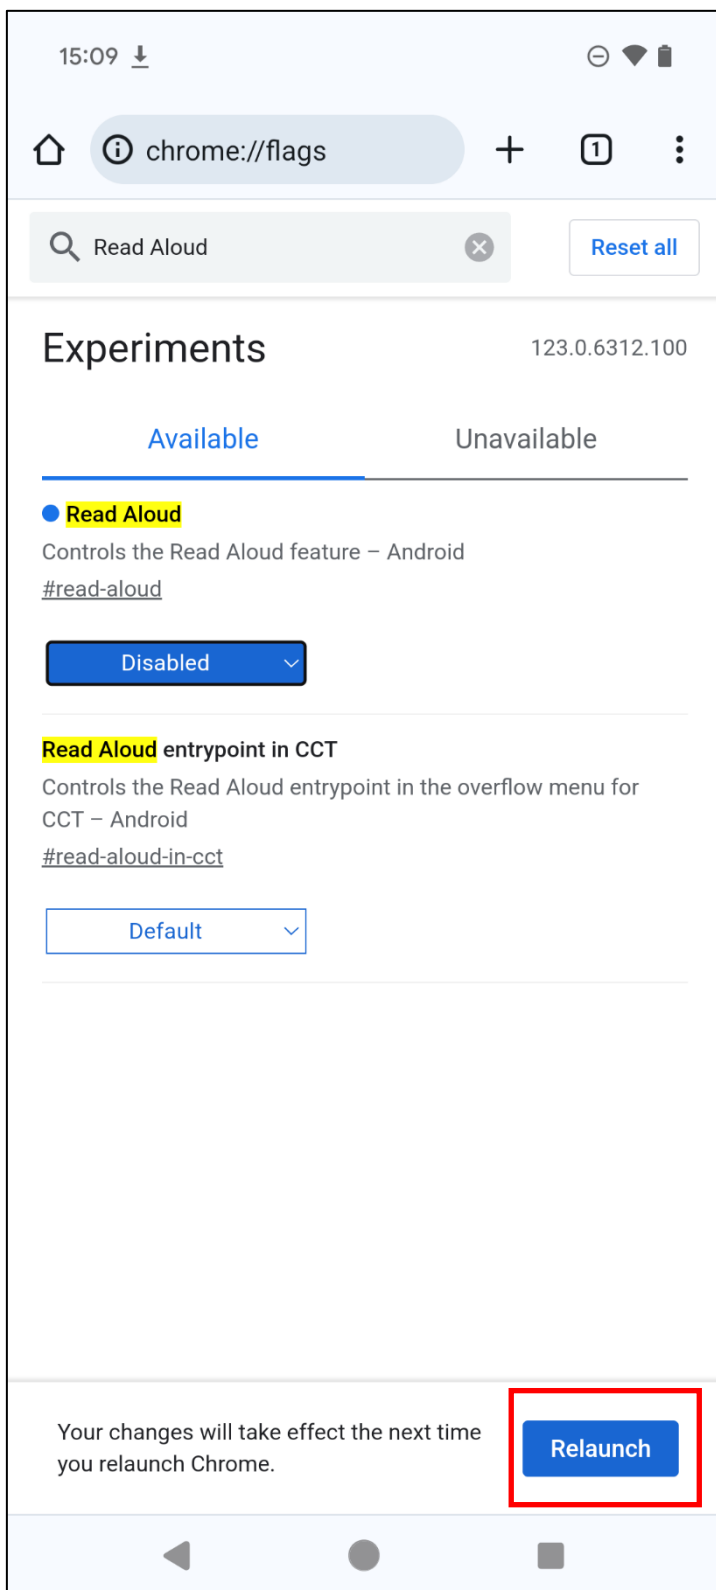 15:09
chrome://flags
1
Read Aloud
Reset all
Experiments
123.0.6312.100
Available
Unavailable
Read Aloud
Controls the Read Aloud feature – Android
#read-aloud
Disabled
Read Aloud entrypoint in CCT
Controls the Read Aloud entrypoint in the overflow menu for
CCT – Android
#read-aloud-in-cct
Default
Your changes will take effect the next time
you relaunch Chrome.
Relaunch